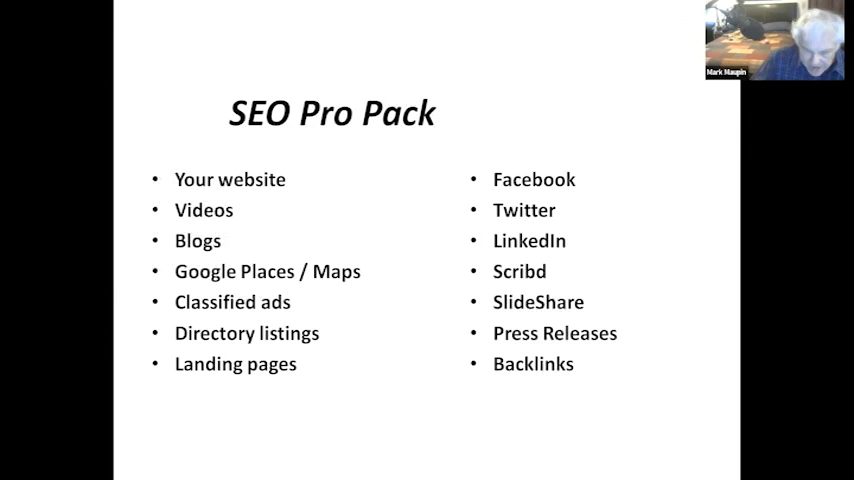 Mark Maupin
SEO Pro Pack
• Your website
• Videos
• Blogs
• Google Places / Maps
• Classified ads
• Directory listings
• Landing pages
• Facebook
• Twitter
• LinkedIn
• Scribd
• SlideShare
• Press Releases
• Backlinks